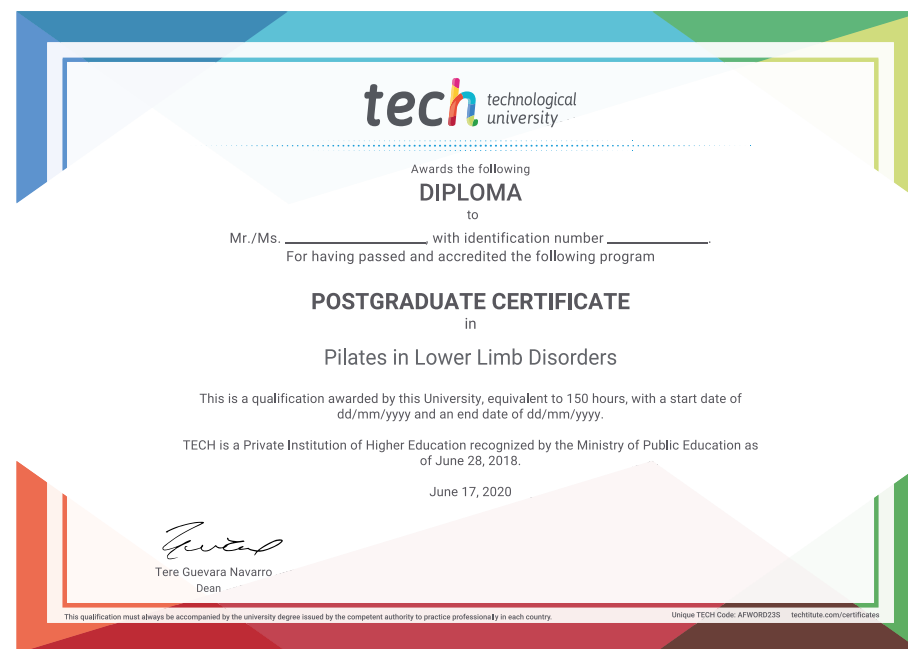 tech technological
university
Awards the following
DIPLOMA
to
Mr./Ms. ____________________, with identification number ______________.
For having passed and accredited the following program
POSTGRADUATE CERTIFICATE
in
Pilates in Lower Limb Disorders
This is a qualification awarded by this University, equivalent to 150 hours, with a start date of
dd/mm/yyyy and an end date of dd/mm/yyyy.
TECH is a Private Institution of Higher Education recognized by the Ministry of Public Education as
of June 28, 2018.
June 17, 2020
Tere Guevara Navarro
Dean
This qualification must always be accompanied by the university degree issued by the competent authority to practice professionally in each country.
Unique TECH Code: AFWORD23S techtitute.com/certificates